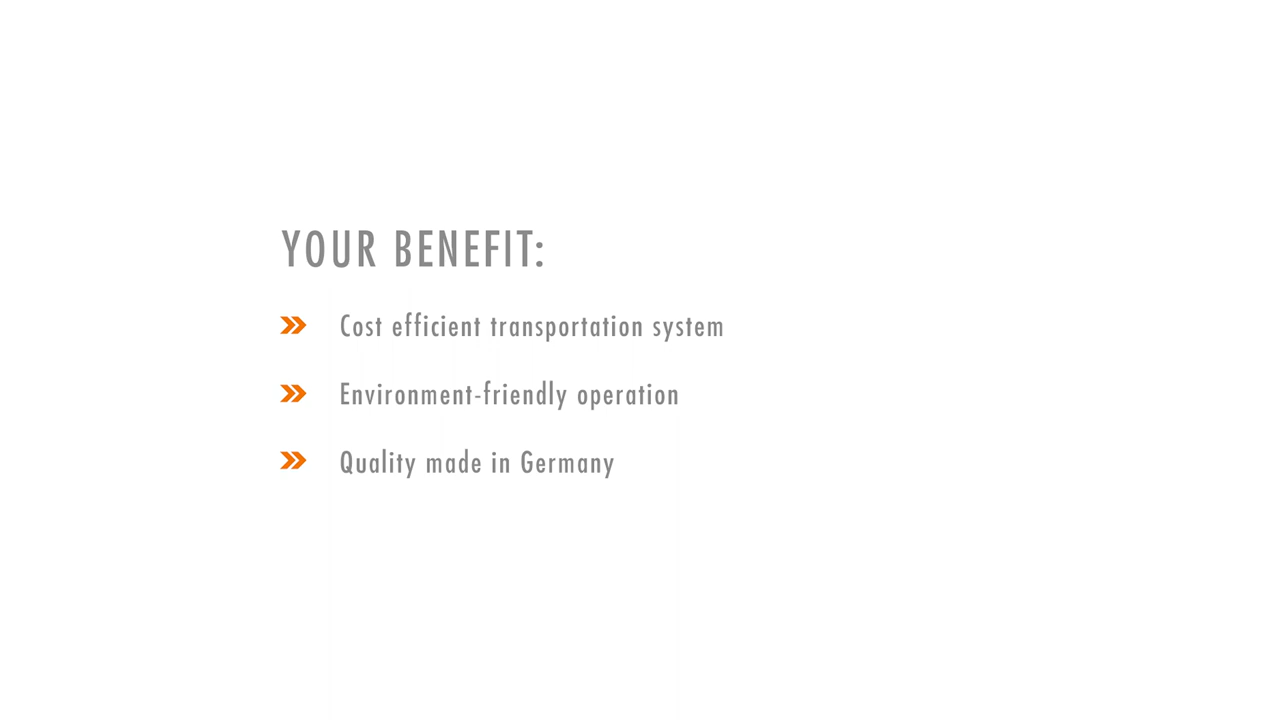 YOUR BENEFIT:
Cost efficient transportation system
Environment-friendly operation
Quality made in Germany